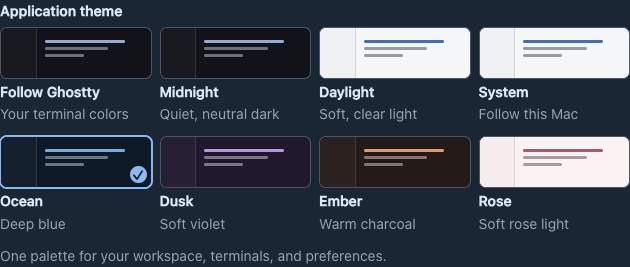 Application theme
Follow Ghostty
Your terminal colors
Midnight
Quiet, neutral dark
Daylight
Soft, clear light
System
Follow this Mac
Ocean
Deep blue
Dusk
Soft violet
Ember
Warm charcoal
Rose
Soft rose light
One palette for your workspace, terminals, and preferences.